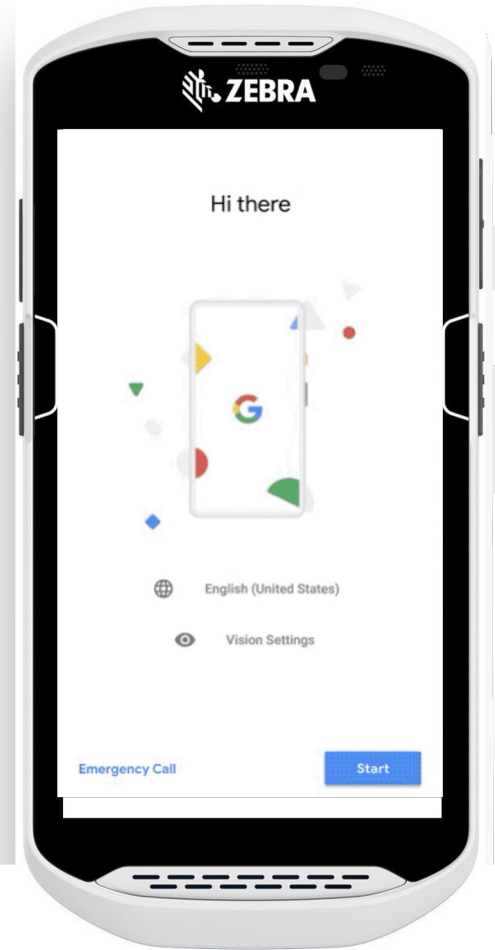 ZEBRA
Hi there
G
English (United States)
Vision Settings
Emergency Call
Start